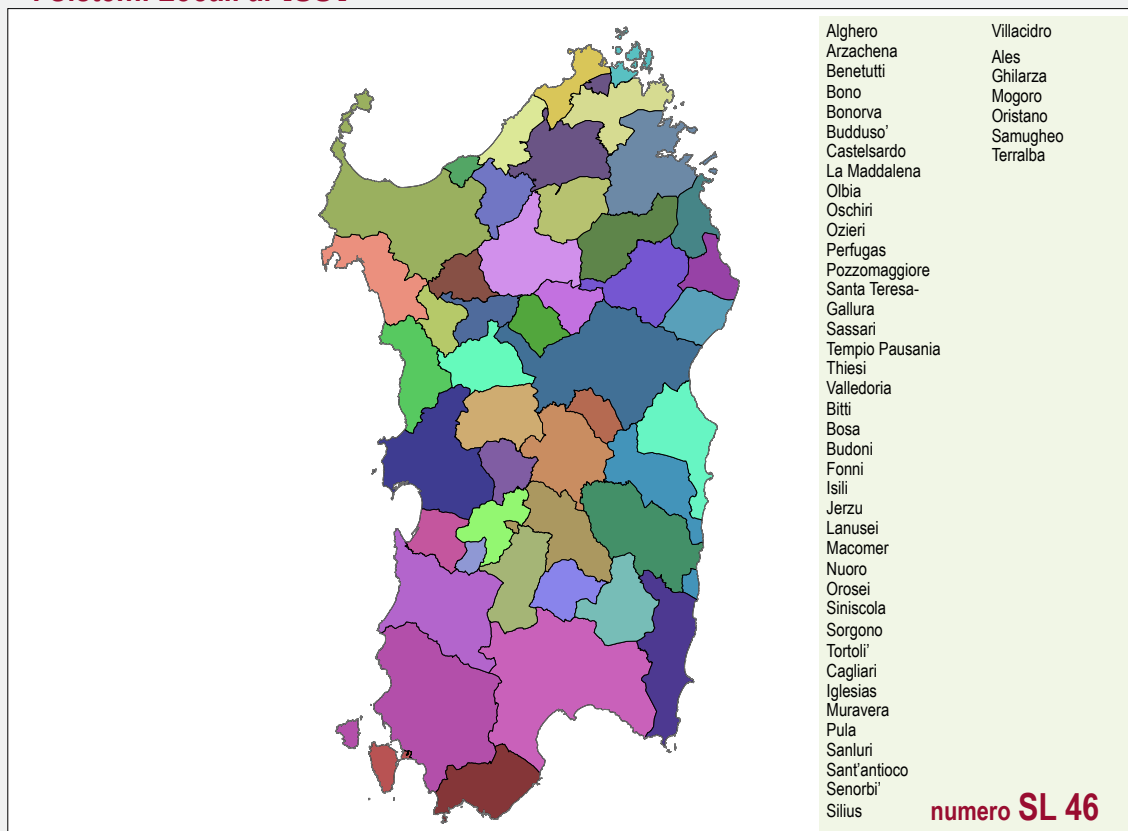 Alghero
Arzachena
Benetutti
Bono
Bonorva
Budduso'
Castelsardo
La Maddalena
Olbia
Oschiri
Ozieri
Perfugas
Pozzomaggiore
Santa Teresa-
Gallura
Sassari
Tempio Pausania
Thiesi
Valledoria
Bitti
Bosa
Budoni
Fonni
Isili
Jerzu
Lanusei
Macomer
Nuoro
Orosei
Siniscola
Sorgono
Tortoli'
Cagliari
Iglesias
Muravera
Pula
Sanluri
Sant'antioco
Senorbi'
Silius
Villacidro
Ales
Ghilarza
Mogoro
Oristano
Samugheo
Terralba
numero SL 46